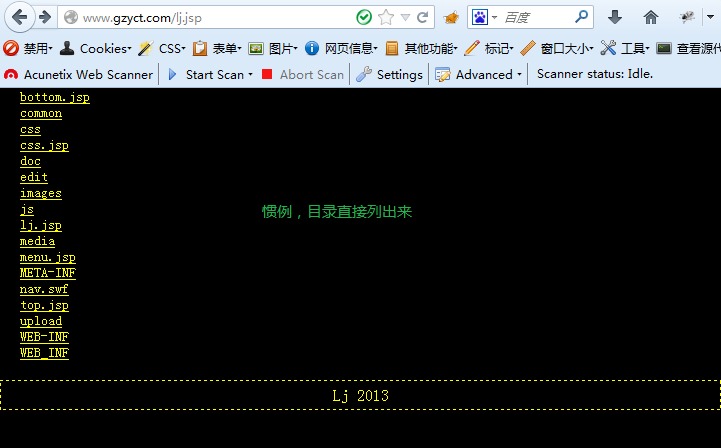 www.gzyct.com/lj.jsp
百度
禁用 Cookies CSS 表单 图片 网页信息 其他功能 标记 窗口大小 工具 查看源代
Acunetix Web Scanner Start Scan Abort Scan Settings Advanced Scanner status: Idle.
bottom.jsp
common
css
css.jsp
doc
edit
images
js
惯例，目录直接列出来
lj.jsp
media
menu.jsp
META-INF
nav.swf
top.jsp
upload
WEB-INF
WEB_INF
Lj 2013